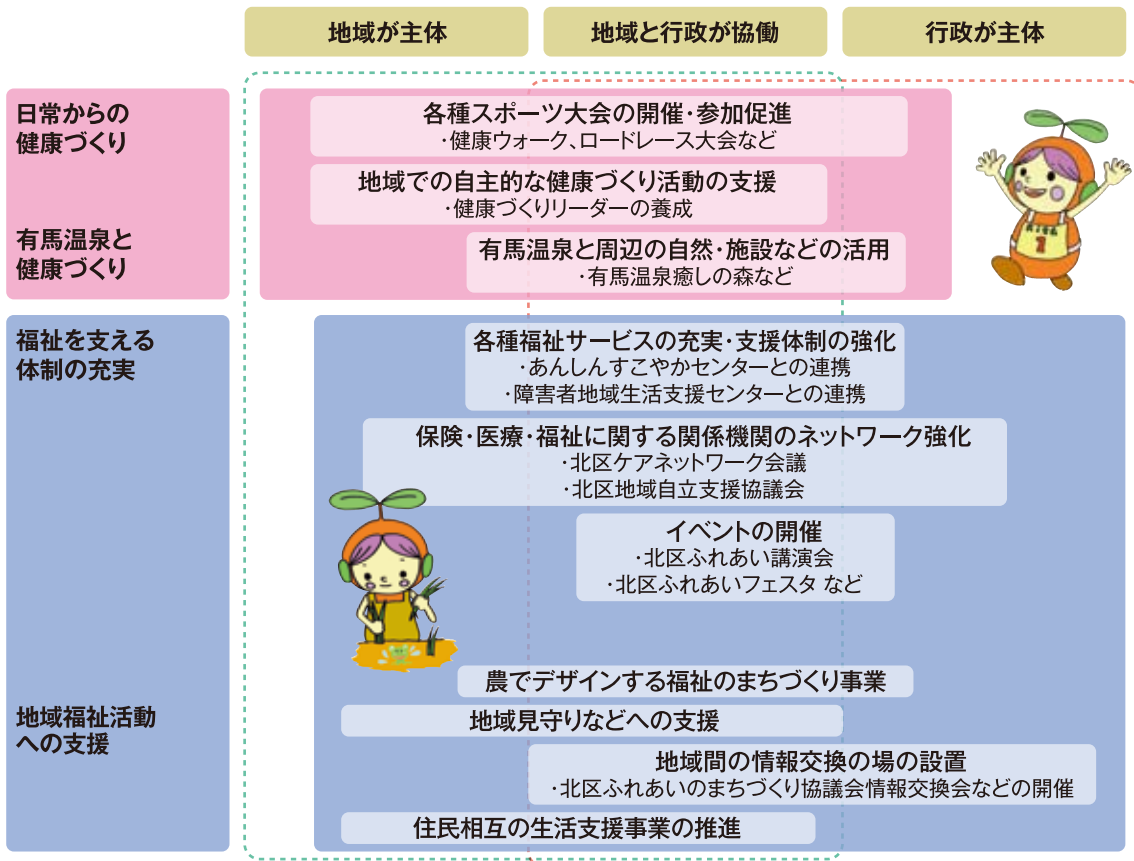 地域が主体
地域と行政が協働
行政が主体
日常からの
健康づくり
各種スポーツ大会の開催・参加促進
・健康ウォーク、ロードレース大会など
地域での自主的な健康づくり活動の支援
・健康づくりリーダーの養成
有馬温泉と
健康づくり
有馬温泉と周辺の自然・施設などの活用
・有馬温泉癒しの森など
1
福祉を支える
体制の充実
各種福祉サービスの充実・支援体制の強化
・あんしんすこやかセンターとの連携
・障害者地域生活支援センターとの連携
保険・医療・福祉に関する関係機関のネットワーク強化
・北区ケアネットワーク会議
・北区地域自立支援協議会
イベントの開催
・北区ふれあい講演会
・北区ふれあいフェスタ など
農でデザインする福祉のまちづくり事業
地域福祉活動
への支援
地域見守りなどへの支援
地域間の情報交換の場の設置
・北区ふれあいのまちづくり協議会情報交換会などの開催
住民相互の生活支援事業の推進